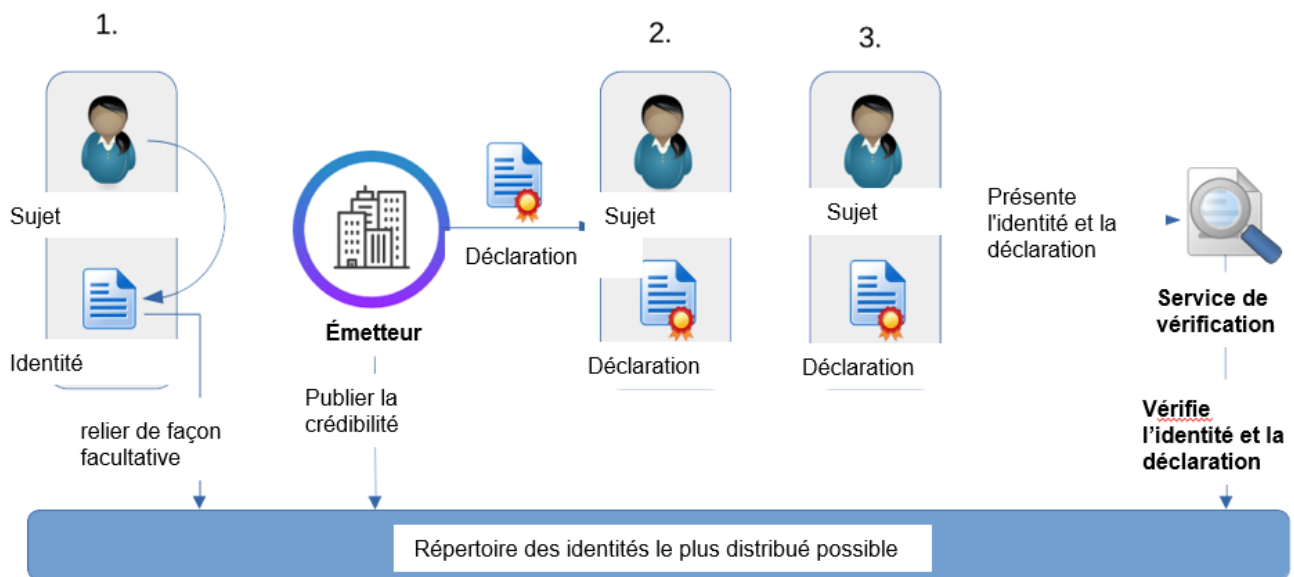 1.
Sujet
Identité
relier de façon
facultative
Émetteur
Publier la
crédibilité
Déclaration
2.
Sujet
Déclaration
3.
Sujet
Déclaration
Présente
l'identité et la
déclaration
Service de
vérification
Vérifie
l’identité et la
déclaration
Répertoire des identités le plus distribué possible